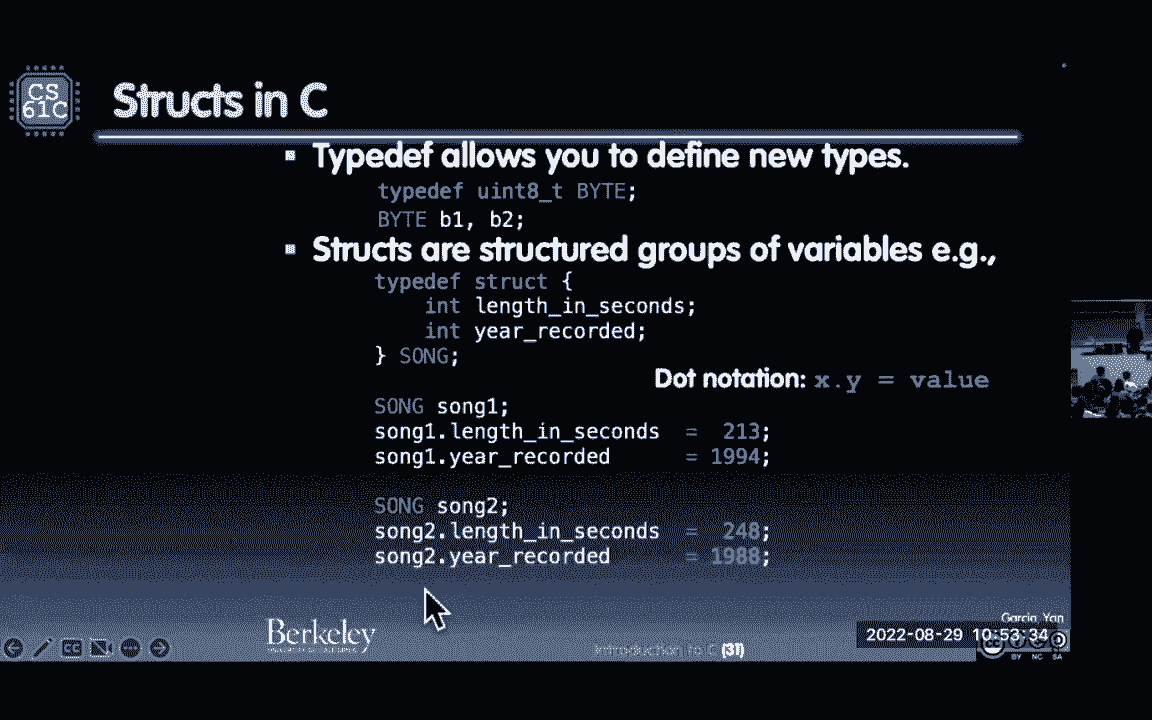 CS
61C
Structs in C
▪ Typedef allows you to define new types.
typedef uint8_t BYTE;
BYTE b1, b2;
▪ Structs are structured groups of variables e.g.,
typedef struct {
int length_in_seconds;
int year_recorded;
} SONG;
Dot notation: x.y = value
SONG song1;
song1.length_in_seconds = 213;
song1.year_recorded = 1994;
SONG song2;
song2.length_in_seconds = 248;
song2.year_recorded = 1988;
Berkeley
Garcia, Yan
2022-08-29 10:53:34
CC
Introduction to C (31)
BY NC SA